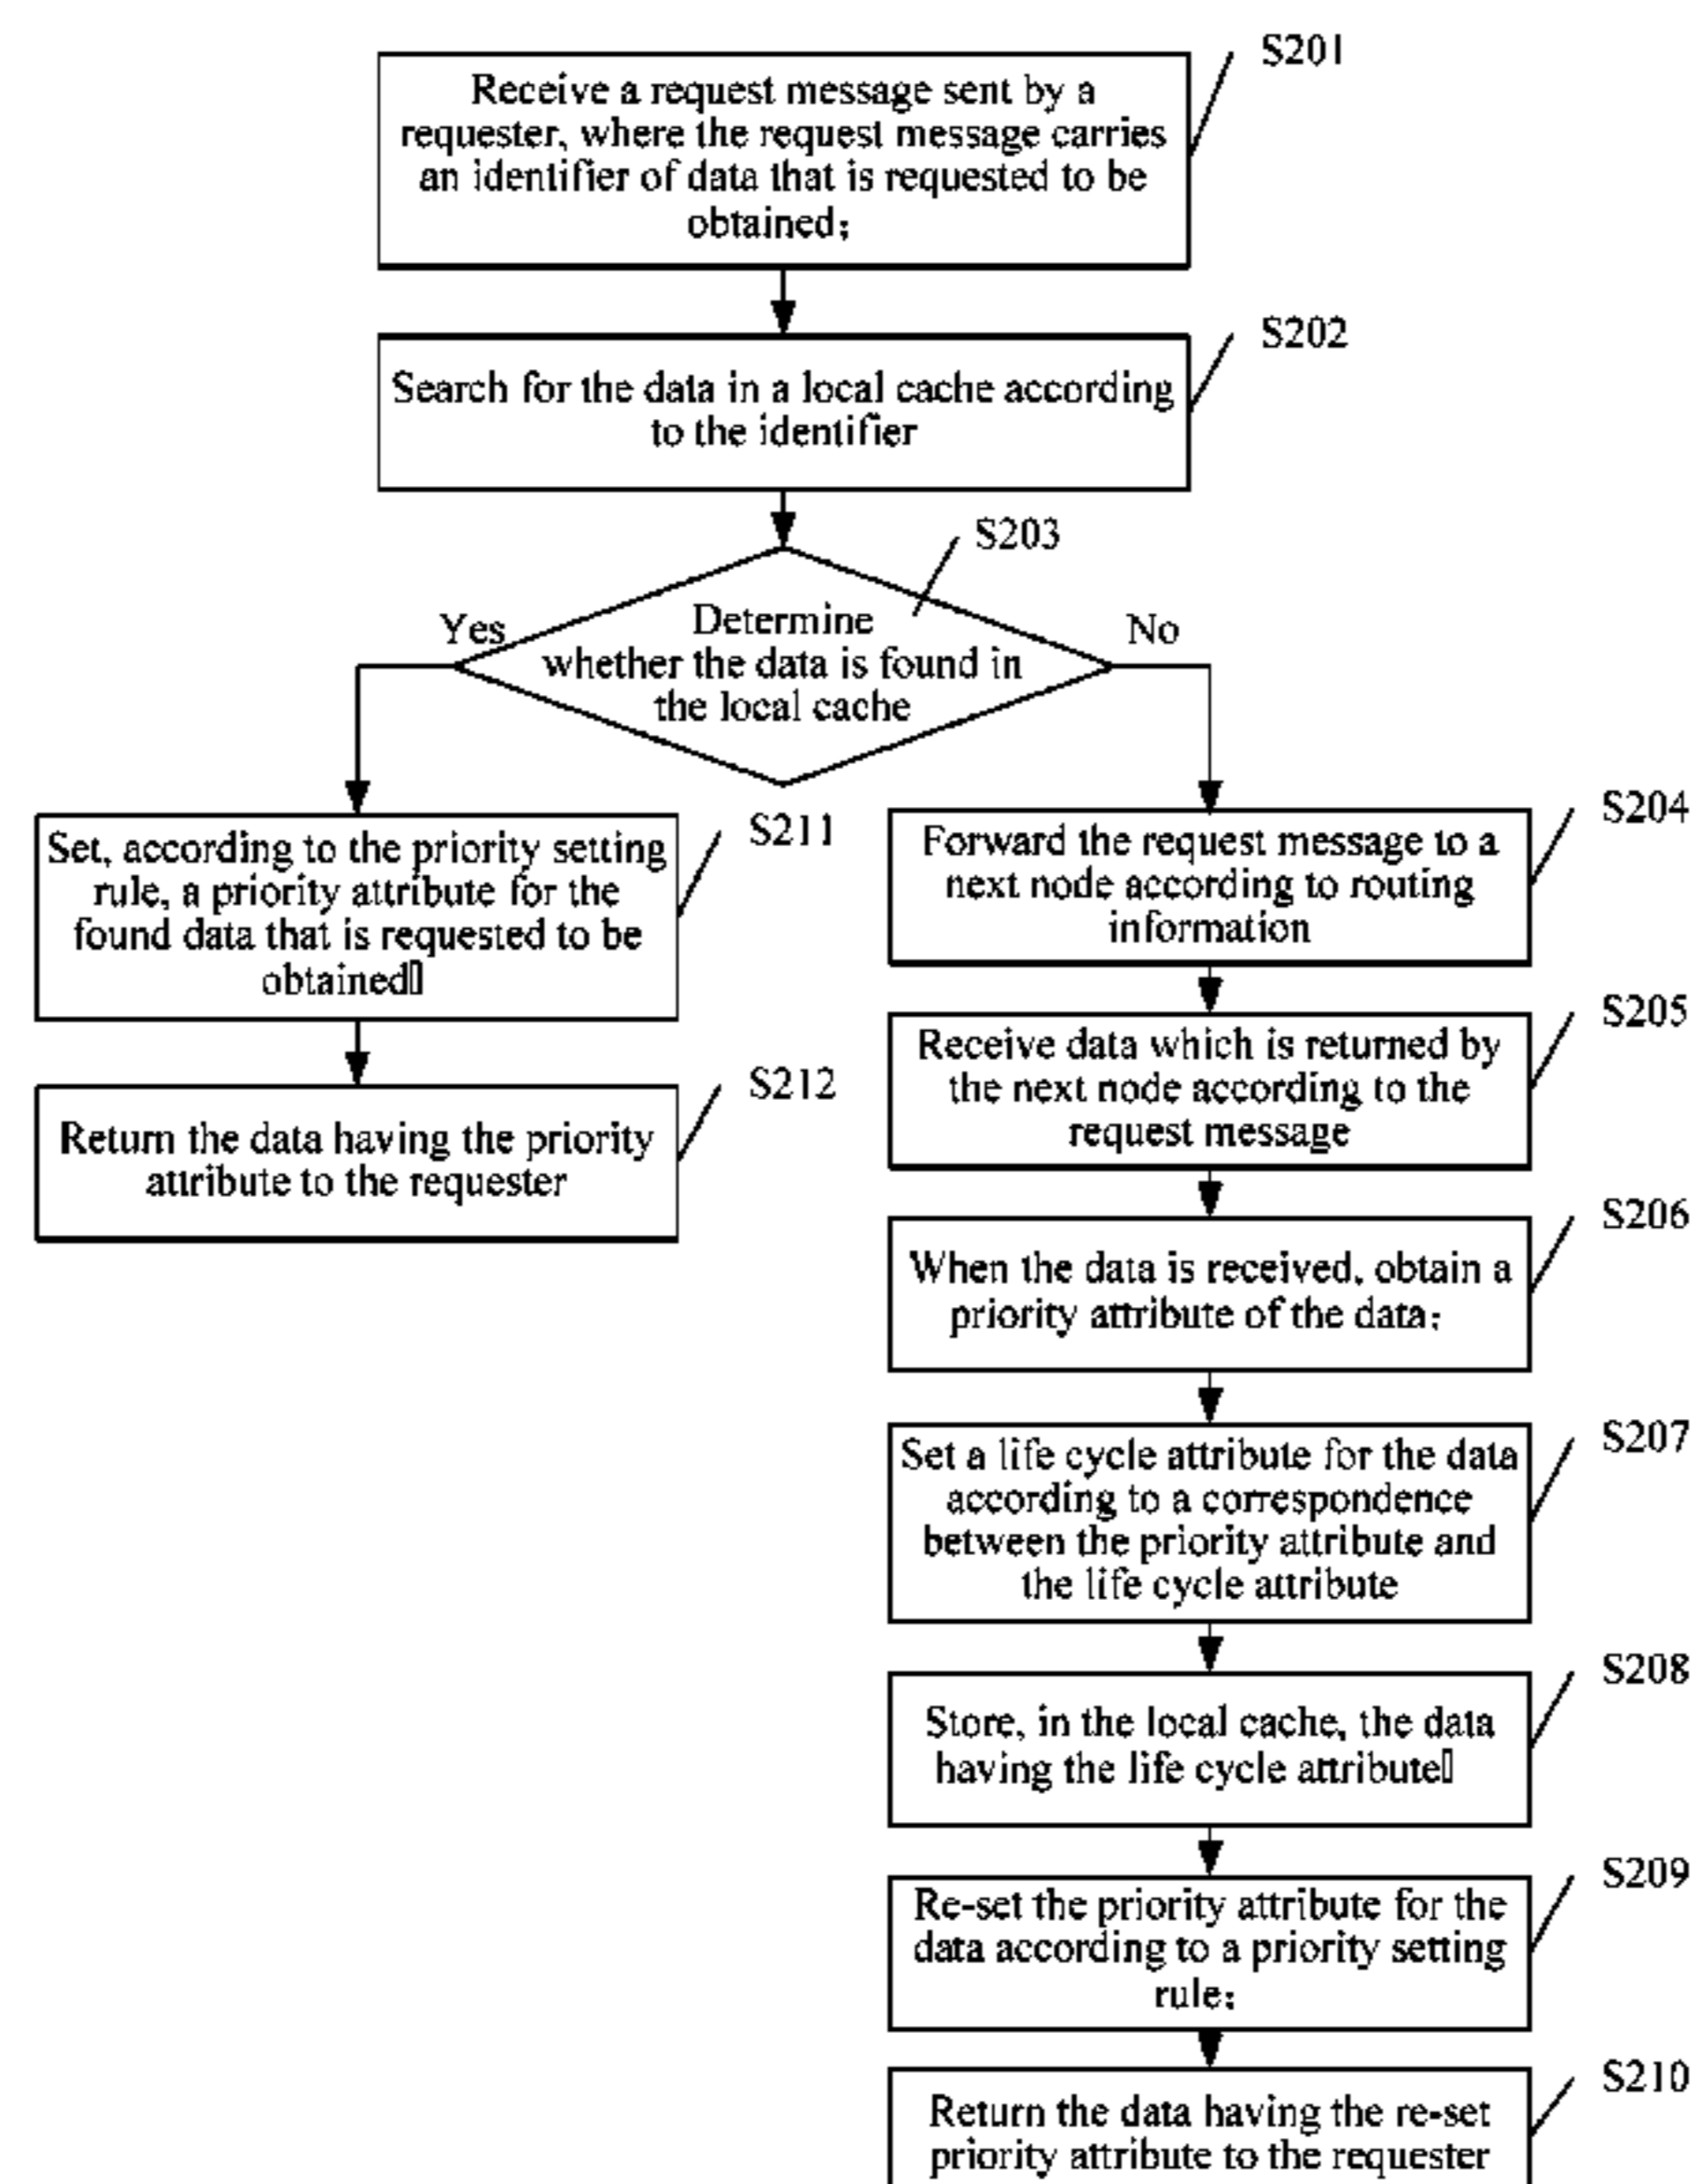 S201
Receive a request message sent by a
requester, where the request message carries
an identifier of data that is requested to be
obtained;
S202
Search for the data in a local cache according
to the identifier
S203
Determine
whether the data is found in
the local cache
Yes
No
S211
Set, according to the priority setting
rule, a priority attribute for the
found data that is requested to be
obtained
S212
Return the data having the priority
attribute to the requester
S204
Forward the request message to a
next node according to routing
information
S205
Receive data which is returned by
the next node according to the
request message
S206
When the data is received, obtain a
priority attribute of the data;
S207
Set a life cycle attribute for the data
according to a correspondence
between the priority attribute and
the life cycle attribute
S208
Store, in the local cache, the data
having the life cycle attribute
S209
Re-set the priority attribute for the
data according to a priority setting
rule;
S210
Return the data having the re-set
priority attribute to the requester